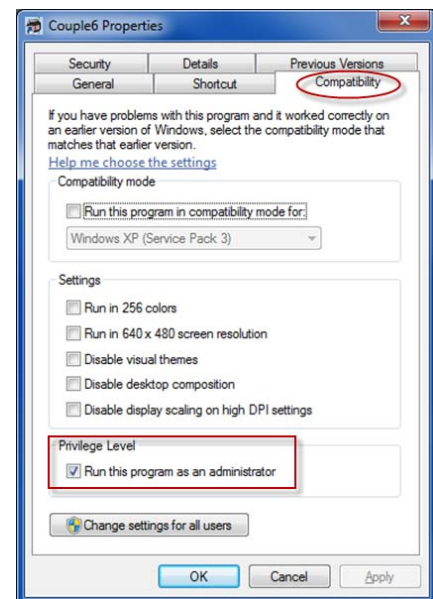 Couple6 Properties
Security Details Previous Versions
General Shortcut Compatibility
If you have problems with this program and it worked correctly on
an earlier version of Windows, select the compatibility mode that
matches that earlier version.
Help me choose the settings
Compatibility mode
Run this program in compatibility mode for:
Windows XP (Service Pack 3)
Settings
Run in 256 colors
Run in 640 x 480 screen resolution
Disable visual themes
Disable desktop composition
Disable display scaling on high DPI settings
Privilege Level
Run this program as an administrator
Change settings for all users
OK Cancel Apply